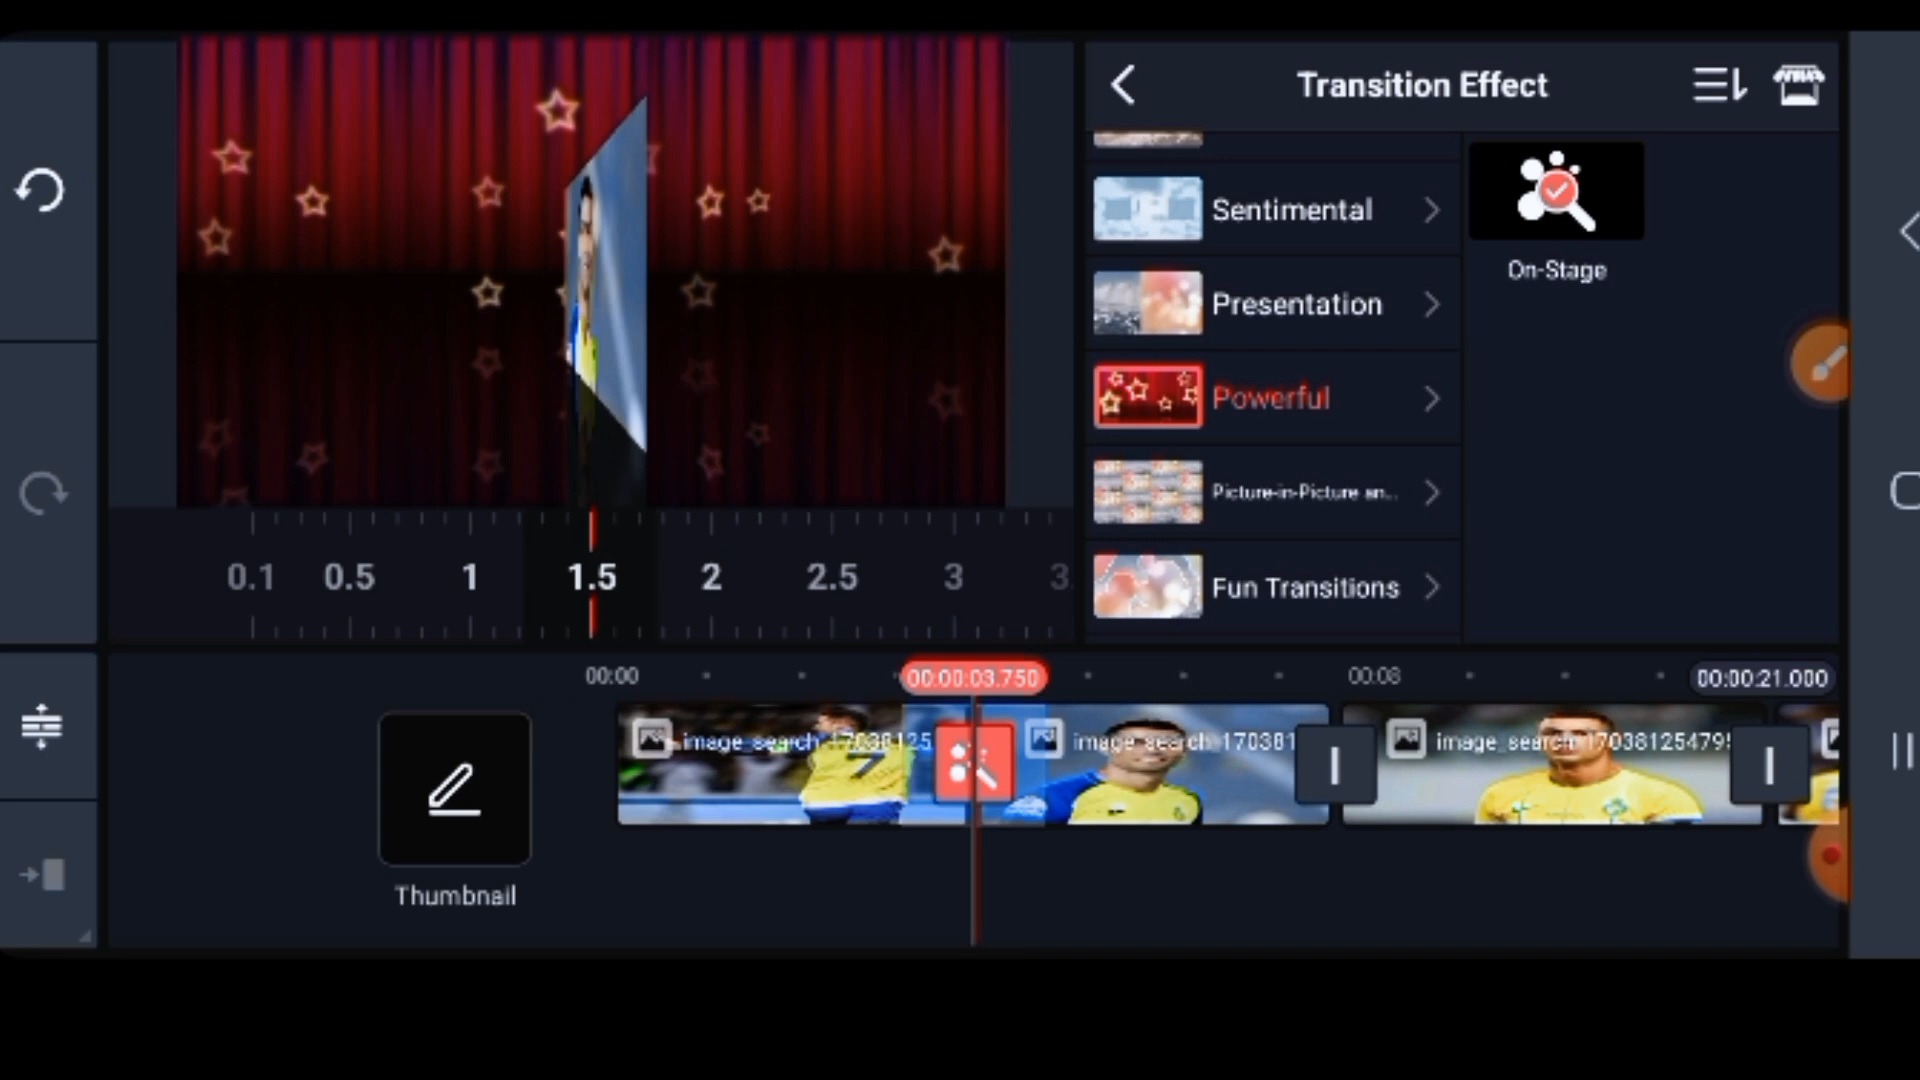 Transition Effect
Sentimental
Presentation
Powerful
Picture-in-Picture an...
Fun Transitions
On-Stage
0.1 0.5 1 1.5 2 2.5 3 3
00:00 00:00:03.750 00:08 00:00:21.000
image_search_17038125 image_search_170381 image_search_170381254795
7
Thumbnail